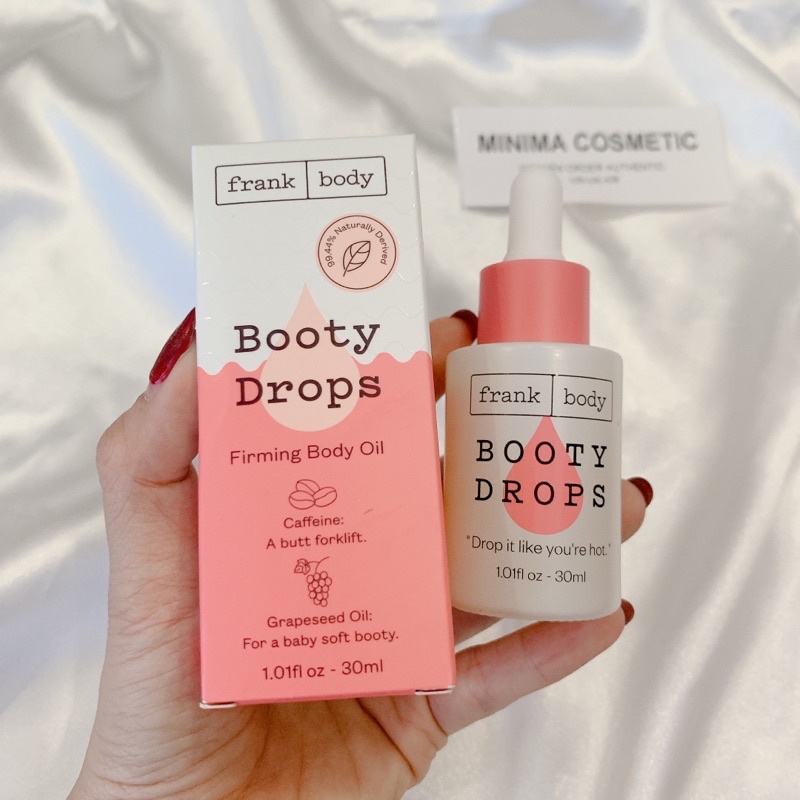 MINIMA COSMETIC
frank body
99.44% Naturally Derived
Booty
Drops
Firming Body Oil
Caffeine:
A butt forklift.
Grapeseed Oil:
For a baby soft booty.
1.01fl oz - 30ml
frank body
BOOTY
DROPS
"Drop it like you're hot."
1.01fl oz - 30ml